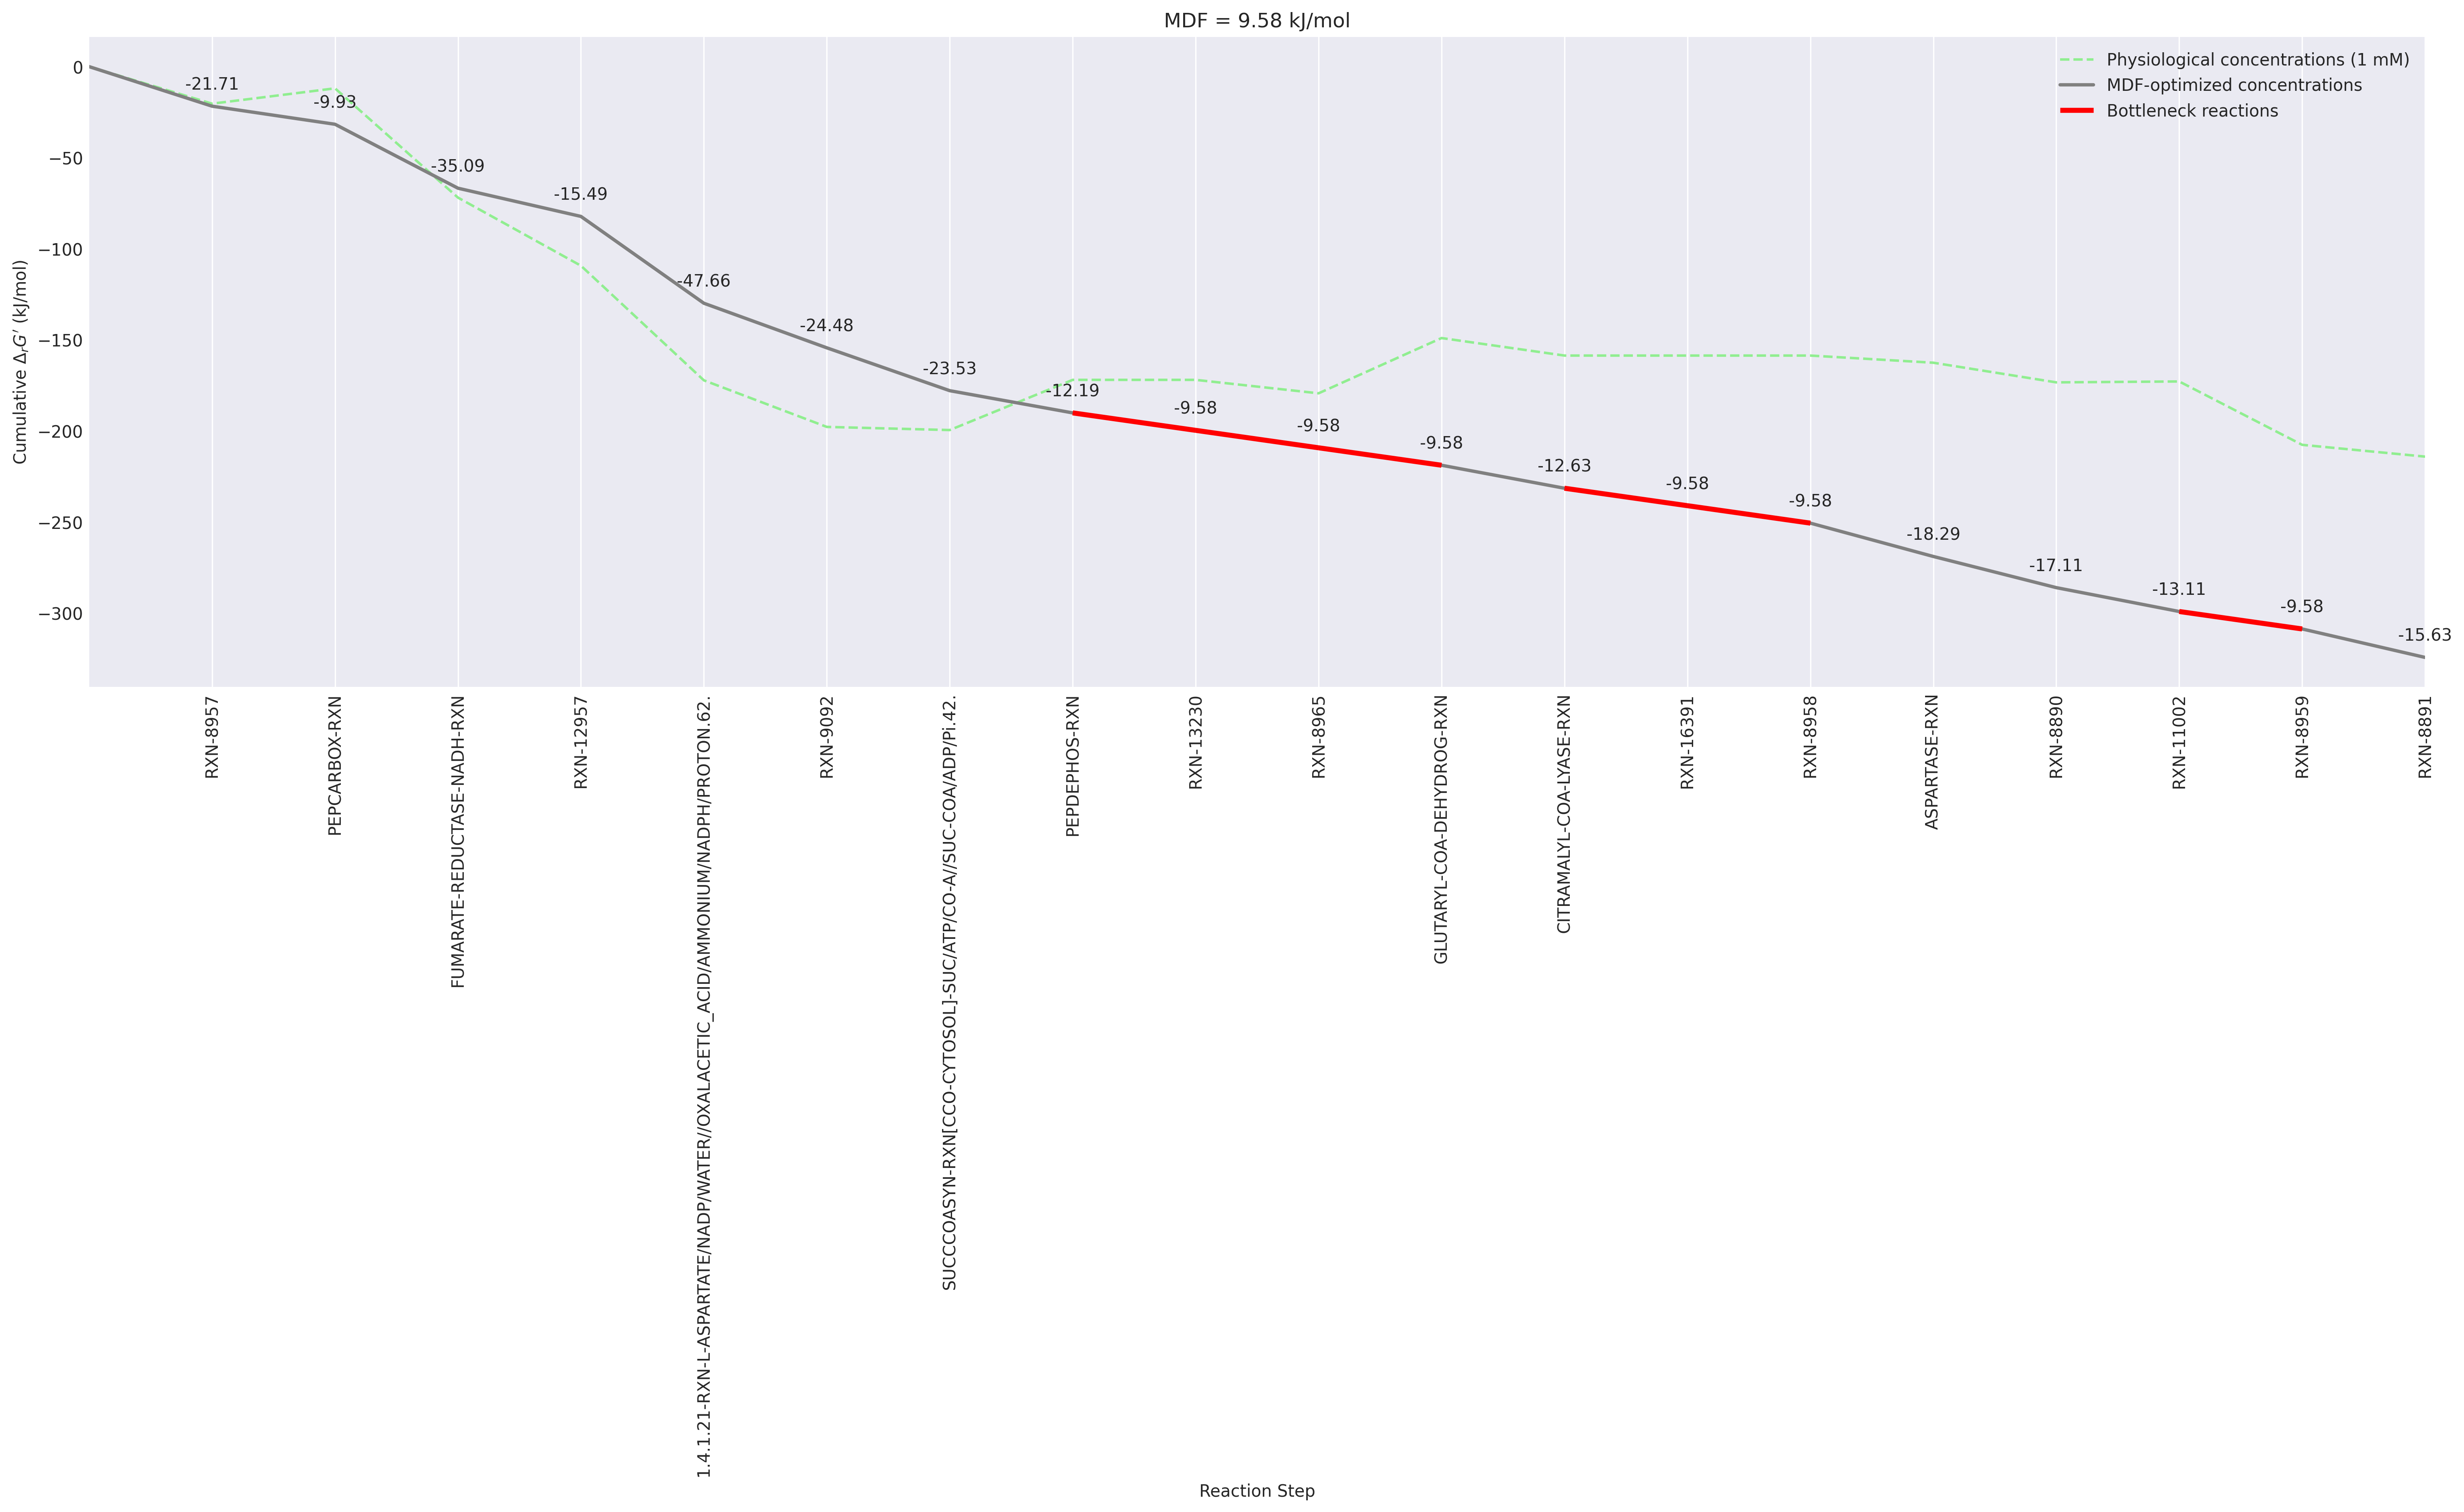 MDF = 9.58 kJ/mol
Physiological concentrations (1 mM)
MDF-optimized concentrations
Bottleneck reactions
Cumulative ΔrG′ (kJ/mol)
0
−50
−100
−150
−200
−250
−300
-21.71
-9.93
-35.09
-15.49
-47.66
-24.48
-23.53
-12.19
-9.58
-9.58
-9.58
-12.63
-9.58
-9.58
-18.29
-17.11
-13.11
-9.58
-15.63
RXN-8957
PEPCARBOX-RXN
FUMARATE-REDUCTASE-NADH-RXN
RXN-12957
1.4.1.21-RXN-L-ASPARTATE/NADP/WATER//OXALACETIC_ACID/AMMONIUM/NADPH/PROTON.62.
RXN-9092
SUCCCOASYN-RXN[CCO-CYTOSOL]-SUC/ATP/CO-A//SUC-COA/ADP/Pi.42.
PEPDEPHOS-RXN
RXN-13230
RXN-8965
GLUTARYL-COA-DEHYDROG-RXN
CITRAMALYL-COA-LYASE-RXN
RXN-16391
RXN-8958
ASPARTASE-RXN
RXN-8890
RXN-11002
RXN-8959
RXN-8891
Reaction Step